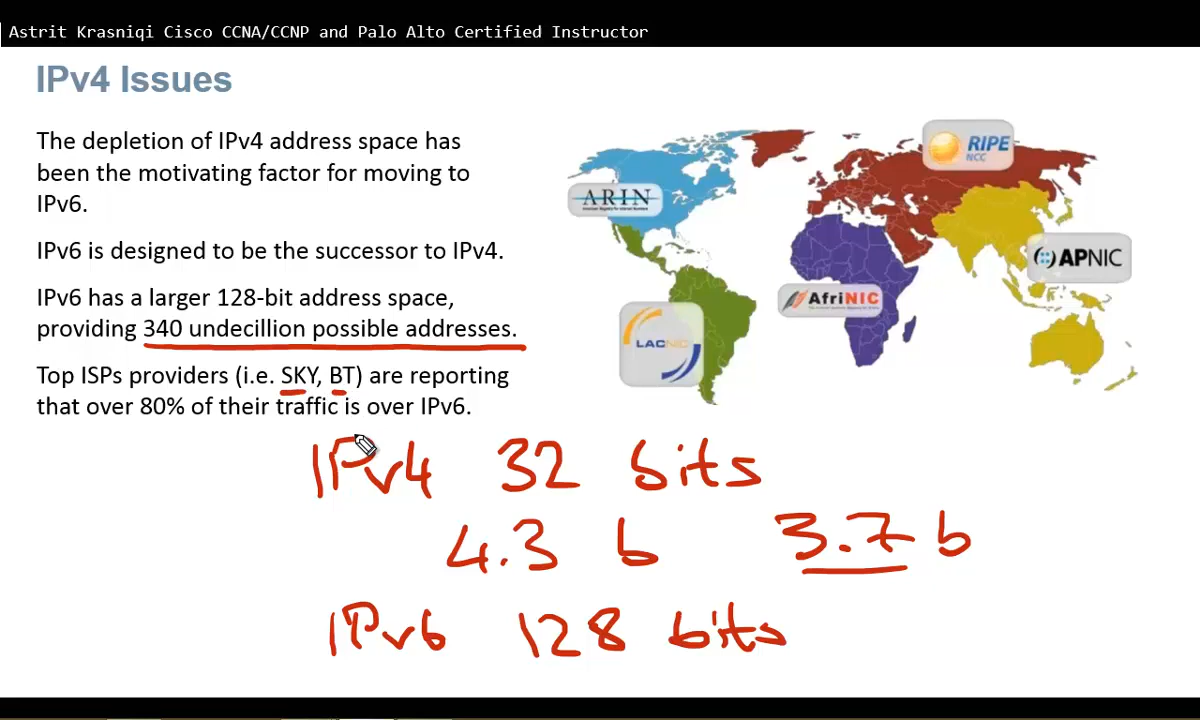 Astrit Krasniqi Cisco CCNA/CCNP and Palo Alto Certified Instructor
IPv4 Issues
The depletion of IPv4 address space has
been the motivating factor for moving to
IPv6.
IPv6 is designed to be the successor to IPv4.
IPv6 has a larger 128-bit address space,
providing 340 undecillion possible addresses.
Top ISPs providers (i.e. SKY, BT) are reporting
that over 80% of their traffic is over IPv6.
RIPE
NCC
ARIN
APNIC
AfriNIC
LACNIC
IPv4 32 bits
4.3 b 3.7 b
IPv6 128 bits